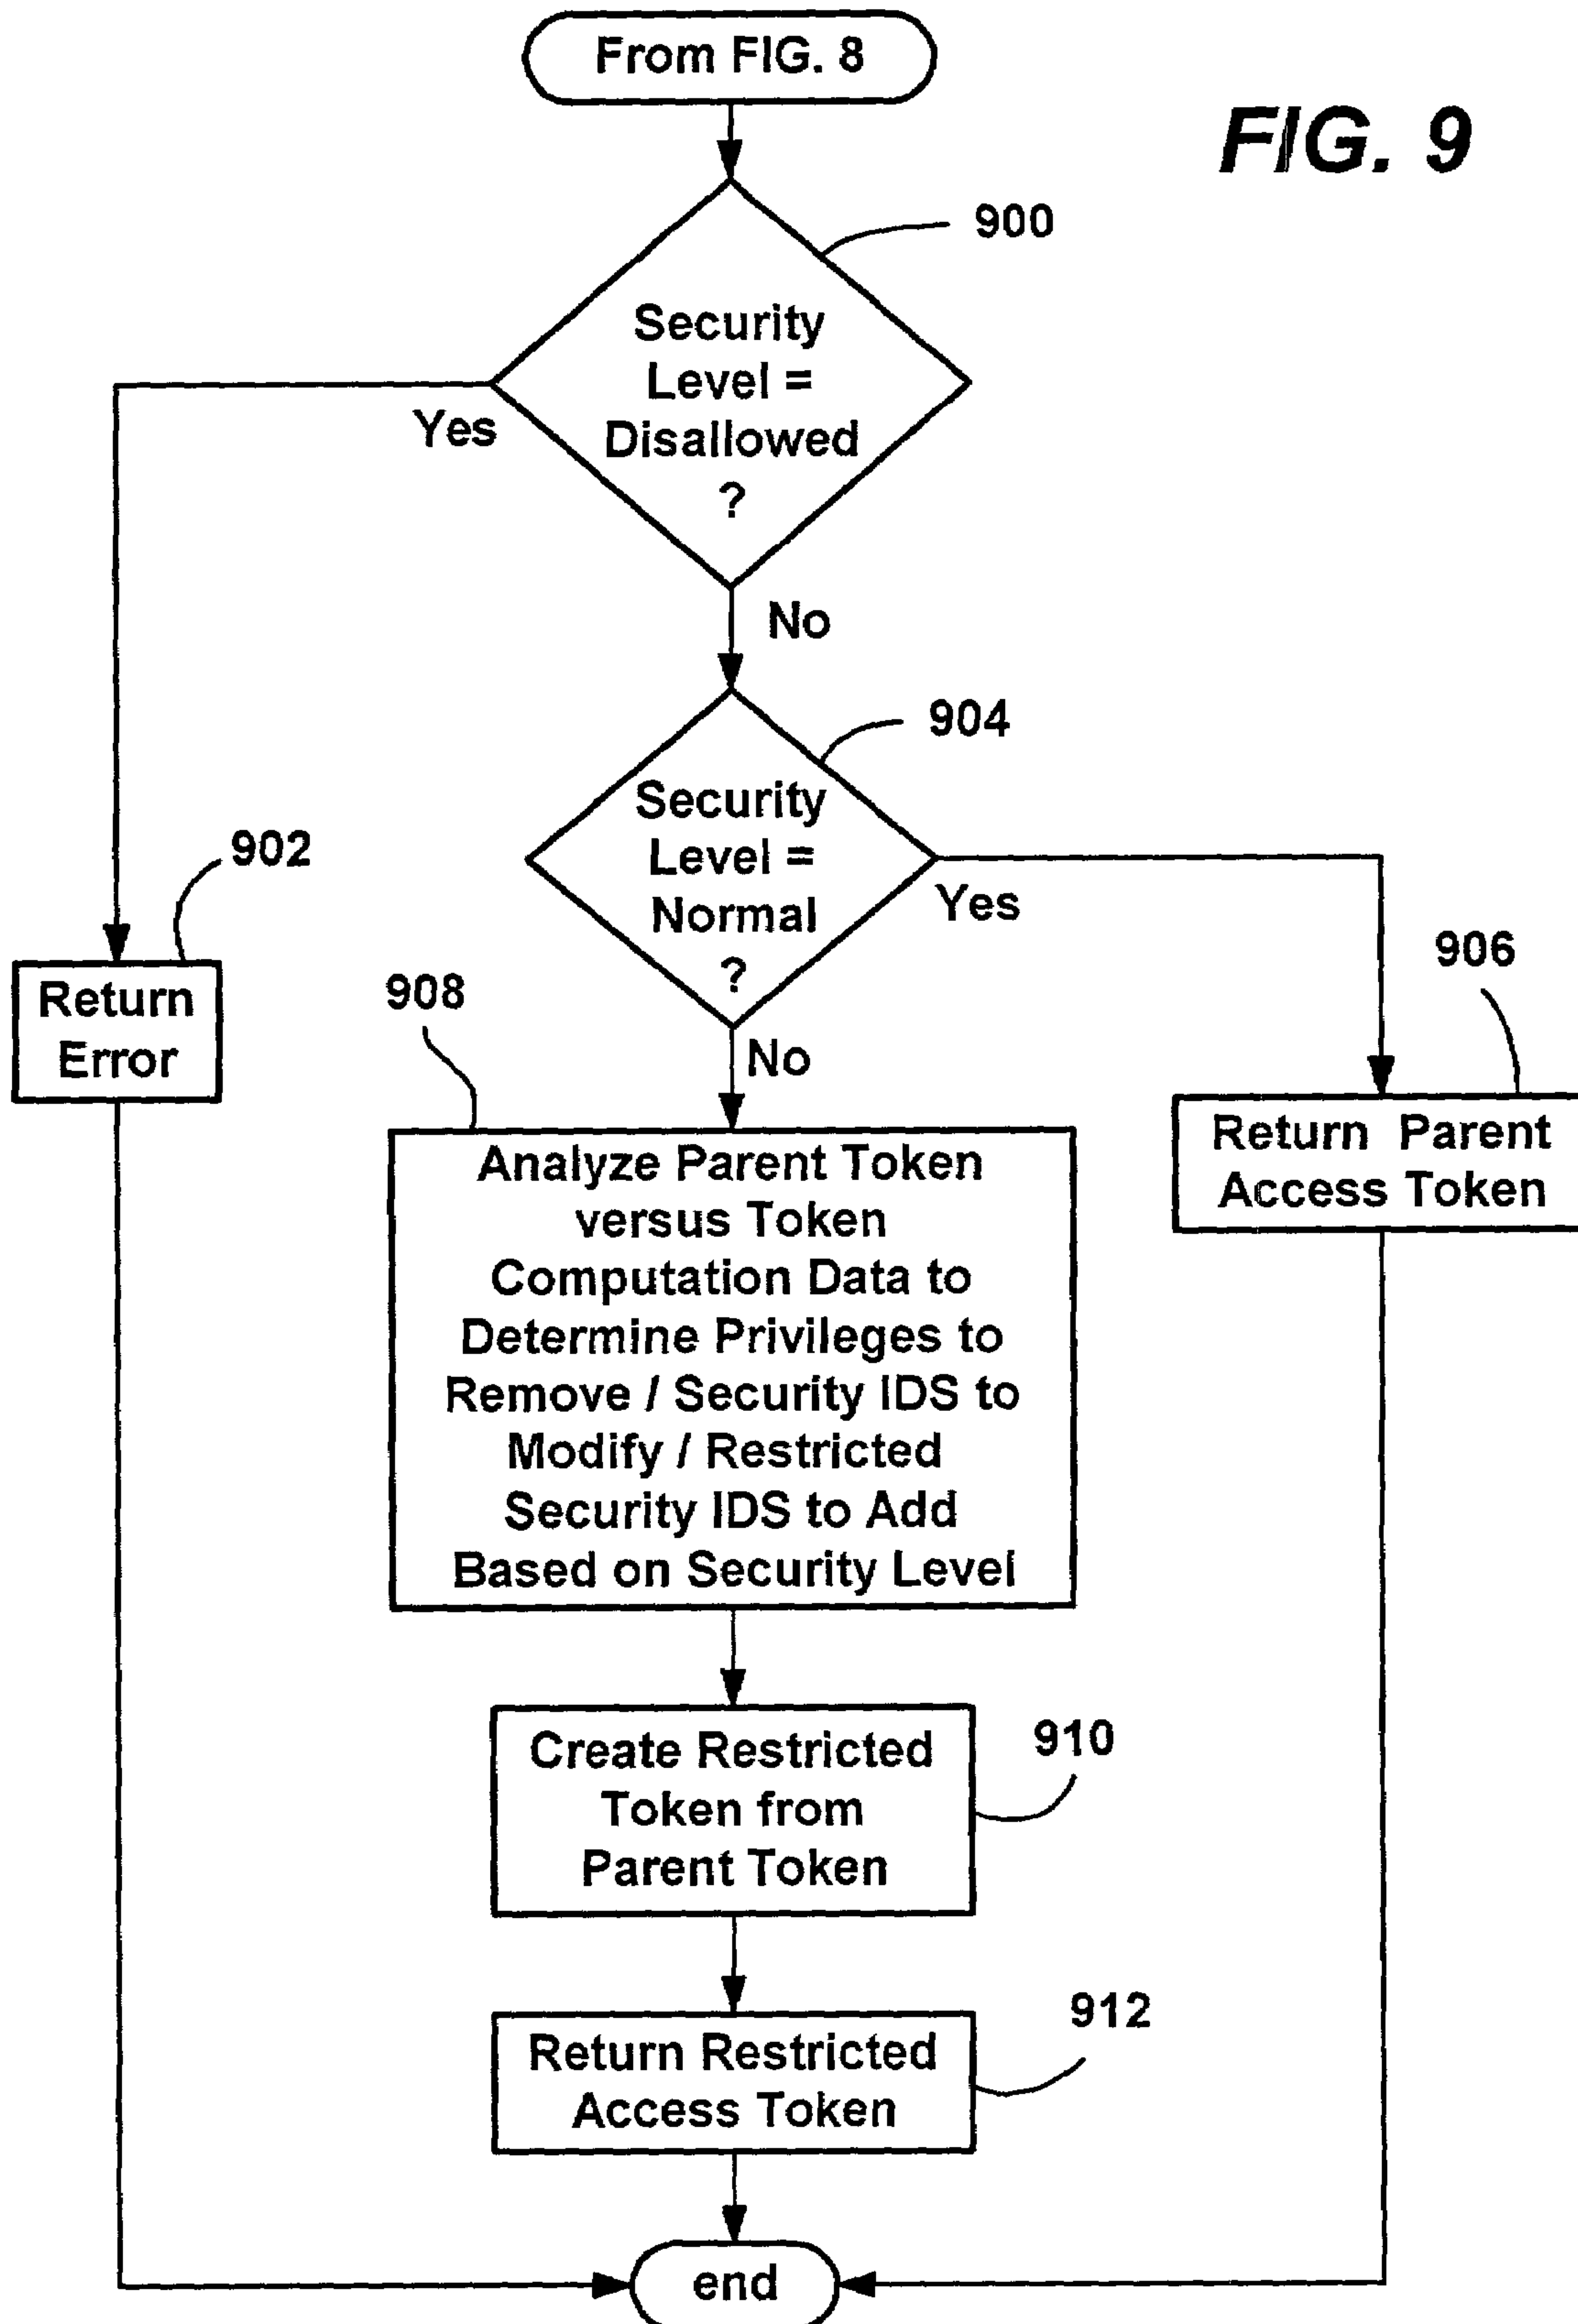 From FIG. 8
FIG. 9
900
Security
Level =
Disallowed
?
Yes
No
904
Security
Level =
Normal
?
Yes
902
Return
Error
906
908
No
Return Parent
Access Token
Analyze Parent Token
versus Token
Computation Data to
Determine Privileges to
Remove / Security IDS to
Modify / Restricted
Security IDS to Add
Based on Security Level
910
Create Restricted
Token from
Parent Token
912
Return Restricted
Access Token
end